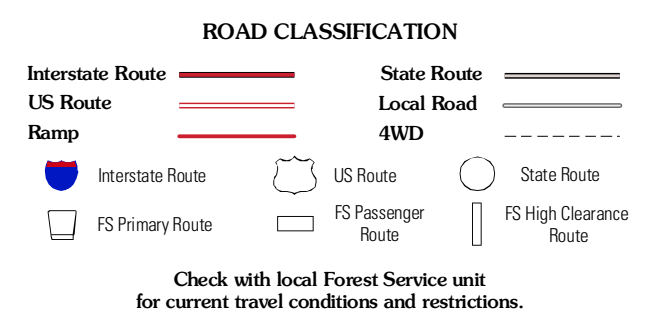 ROAD CLASSIFICATION
Interstate Route
State Route
US Route
Local Road
Ramp
4WD
Interstate Route
US Route
State Route
FS Primary Route
FS Passenger
Route
FS High Clearance
Route
Check with local Forest Service unit
for current travel conditions and restrictions.